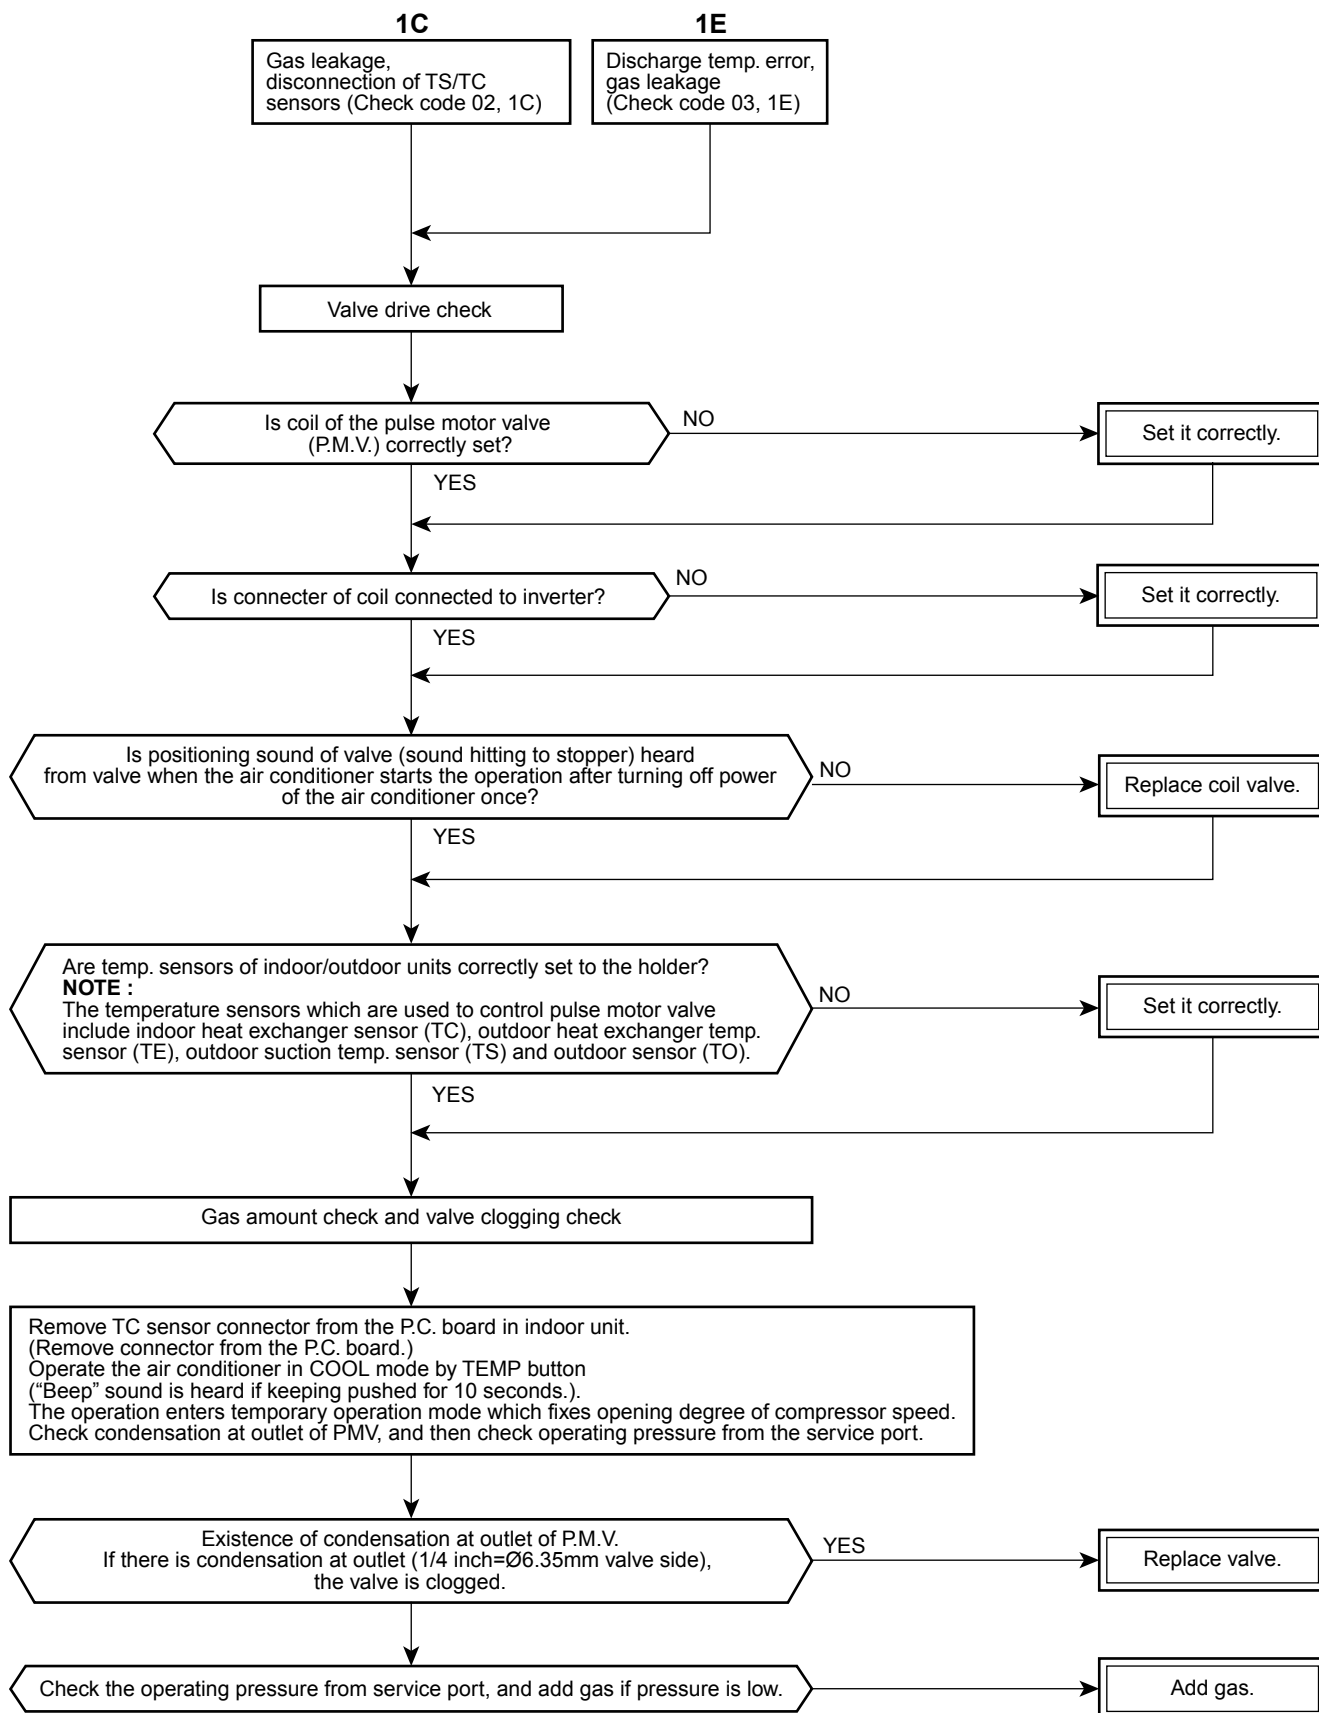 1C
1E
Gas leakage,
disconnection of TS/TC
sensors (Check code 02, 1C)
Discharge temp. error,
gas leakage
(Check code 03, 1E)
Valve drive check
Is coil of the pulse motor valve
(P.M.V.) correctly set?
NO
Set it correctly.
YES
Is connecter of coil connected to inverter?
NO
Set it correctly.
YES
Is positioning sound of valve (sound hitting to stopper) heard
from valve when the air conditioner starts the operation after turning off power
of the air conditioner once?
NO
Replace coil valve.
YES
Are temp. sensors of indoor/outdoor units correctly set to the holder?
NOTE :
The temperature sensors which are used to control pulse motor valve
include indoor heat exchanger sensor (TC), outdoor heat exchanger temp.
sensor (TE), outdoor suction temp. sensor (TS) and outdoor sensor (TO).
NO
Set it correctly.
YES
Gas amount check and valve clogging check
Remove TC sensor connector from the P.C. board in indoor unit.
(Remove connector from the P.C. board.)
Operate the air conditioner in COOL mode by TEMP button
(“Beep” sound is heard if keeping pushed for 10 seconds.).
The operation enters temporary operation mode which fixes opening degree of compressor speed.
Check condensation at outlet of PMV, and then check operating pressure from the service port.
Existence of condensation at outlet of P.M.V.
If there is condensation at outlet (1/4 inch=Ø6.35mm valve side),
the valve is clogged.
YES
Replace valve.
Check the operating pressure from service port, and add gas if pressure is low.
Add gas.